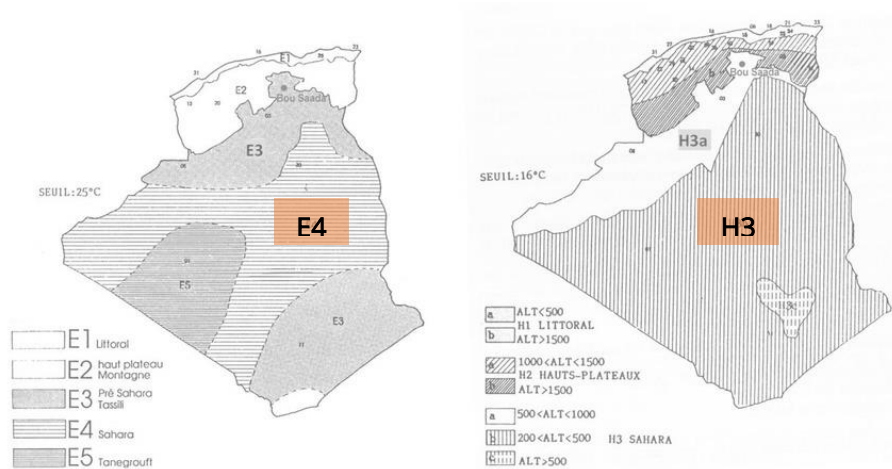 E1
E2
Bou Saada
E3
SEUIL:25°C
E4
E5
E3
E1 Littoral
E2 haut plateau
Montagne
E3 Pré Sahara
Tassili
E4 Sahara
E5 Tanegrouft
b
Bou Saada
H3a
SEUIL:16°C
H3
H3c
a ALT<500
H1 LITTORAL
b ALT>1500
a 1000<ALT<1500
H2 HAUTS-PLATEAUX
b ALT>1500
a 500<ALT<1000
b 200<ALT<500 H3 SAHARA
c ALT>500